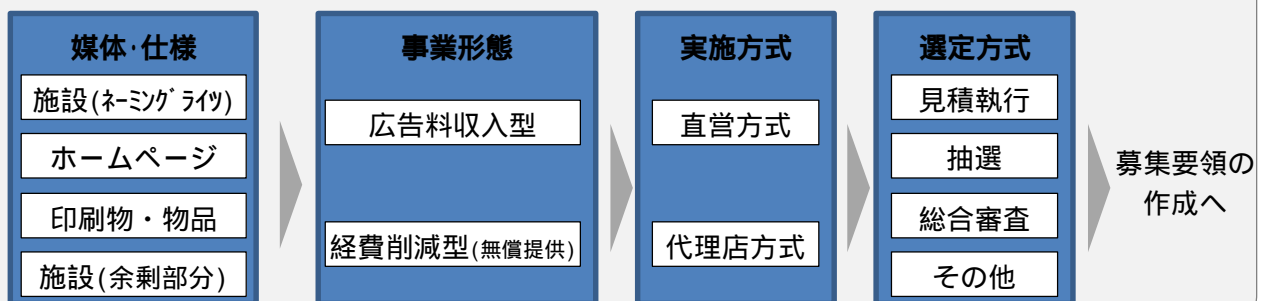 媒体･仕様
施設(ﾈｰﾐﾝｸﾞﾗｲﾂ)
ホームページ
印刷物・物品
施設(余剰部分)
事業形態
広告料収入型
経費削減型(無償提供)
実施方式
直営方式
代理店方式
選定方式
見積執行
抽選
総合審査
その他
募集要領の
作成へ